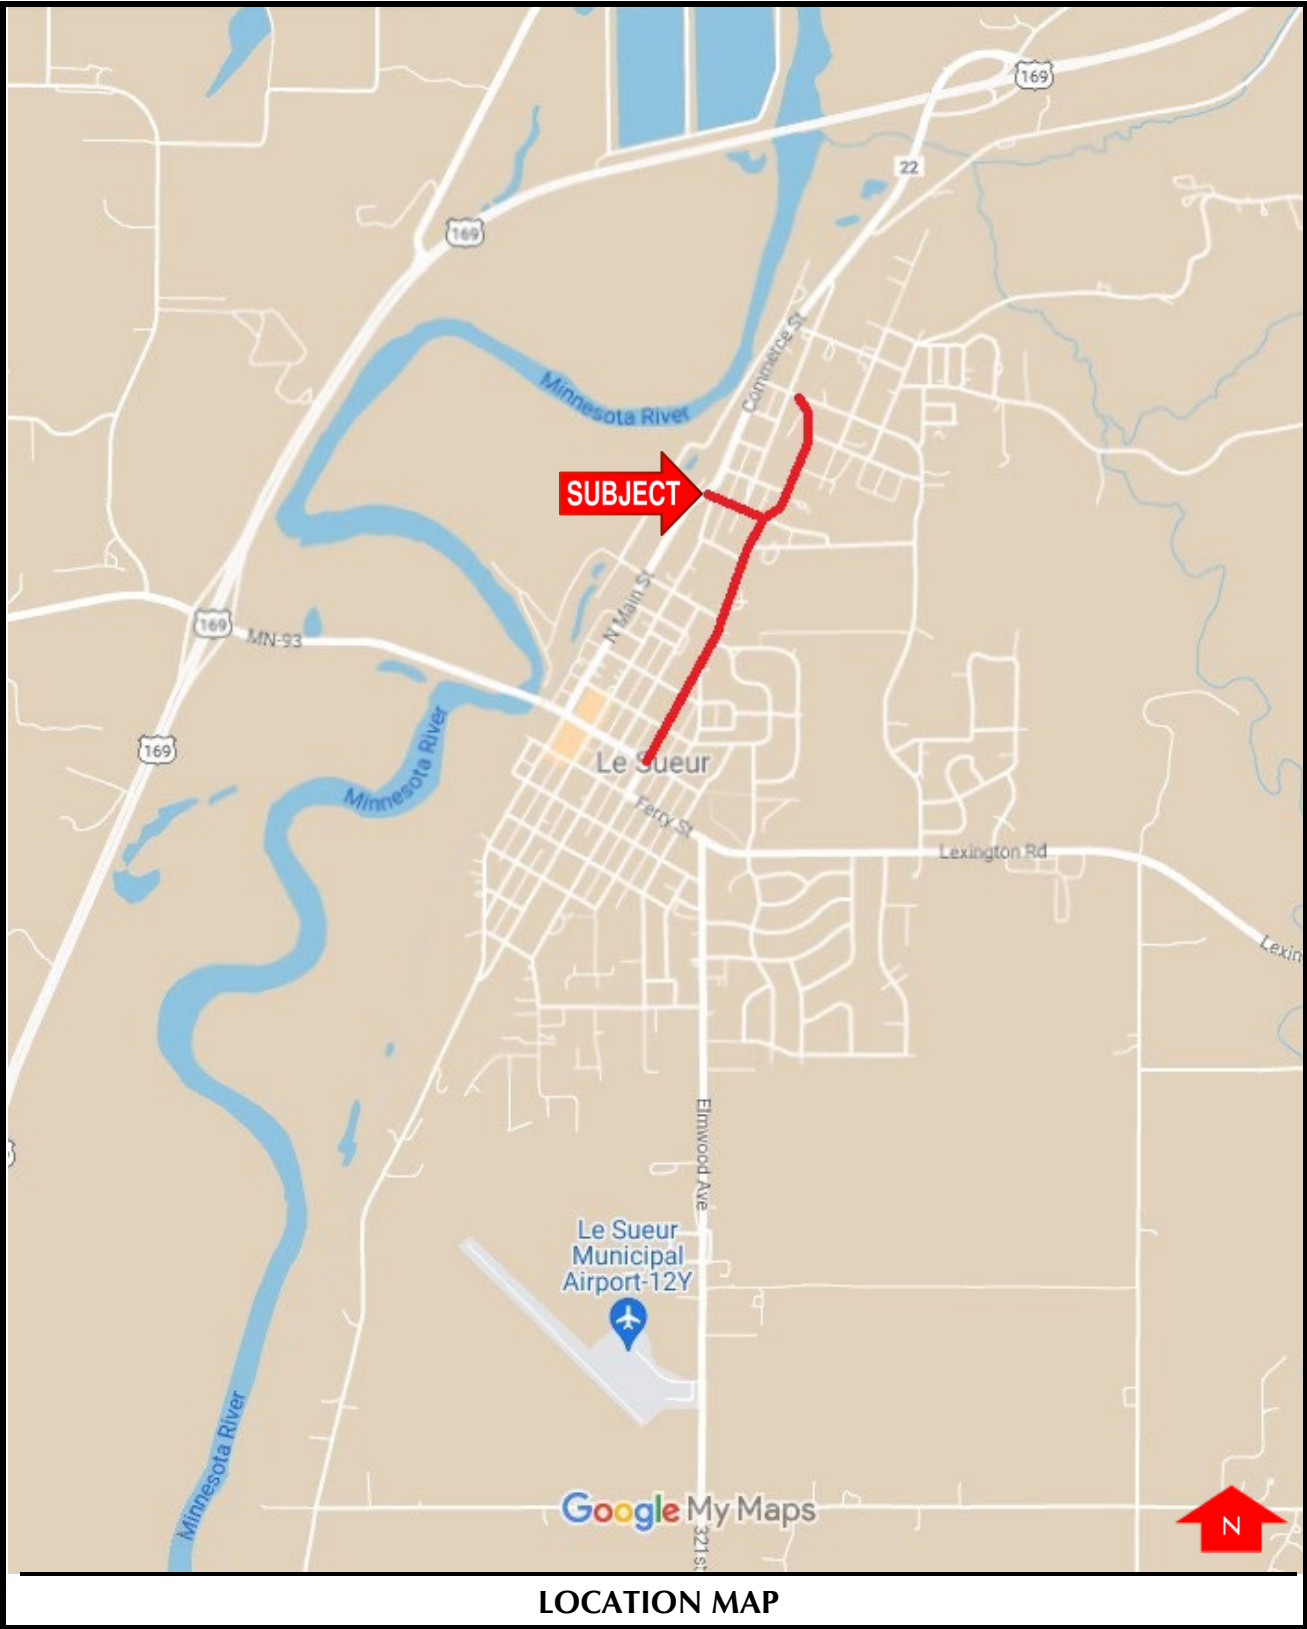 169
22
169
Commerce St
Minnesota River
SUBJECT
N Main St
169
MN-93
Minnesota River
169
Le Sueur
Ferry St
Lexington Rd
Lexin
Elmwood Ave
Le Sueur
Municipal
Airport-12Y
Minnesota River
Google My Maps
321st
N
LOCATION MAP